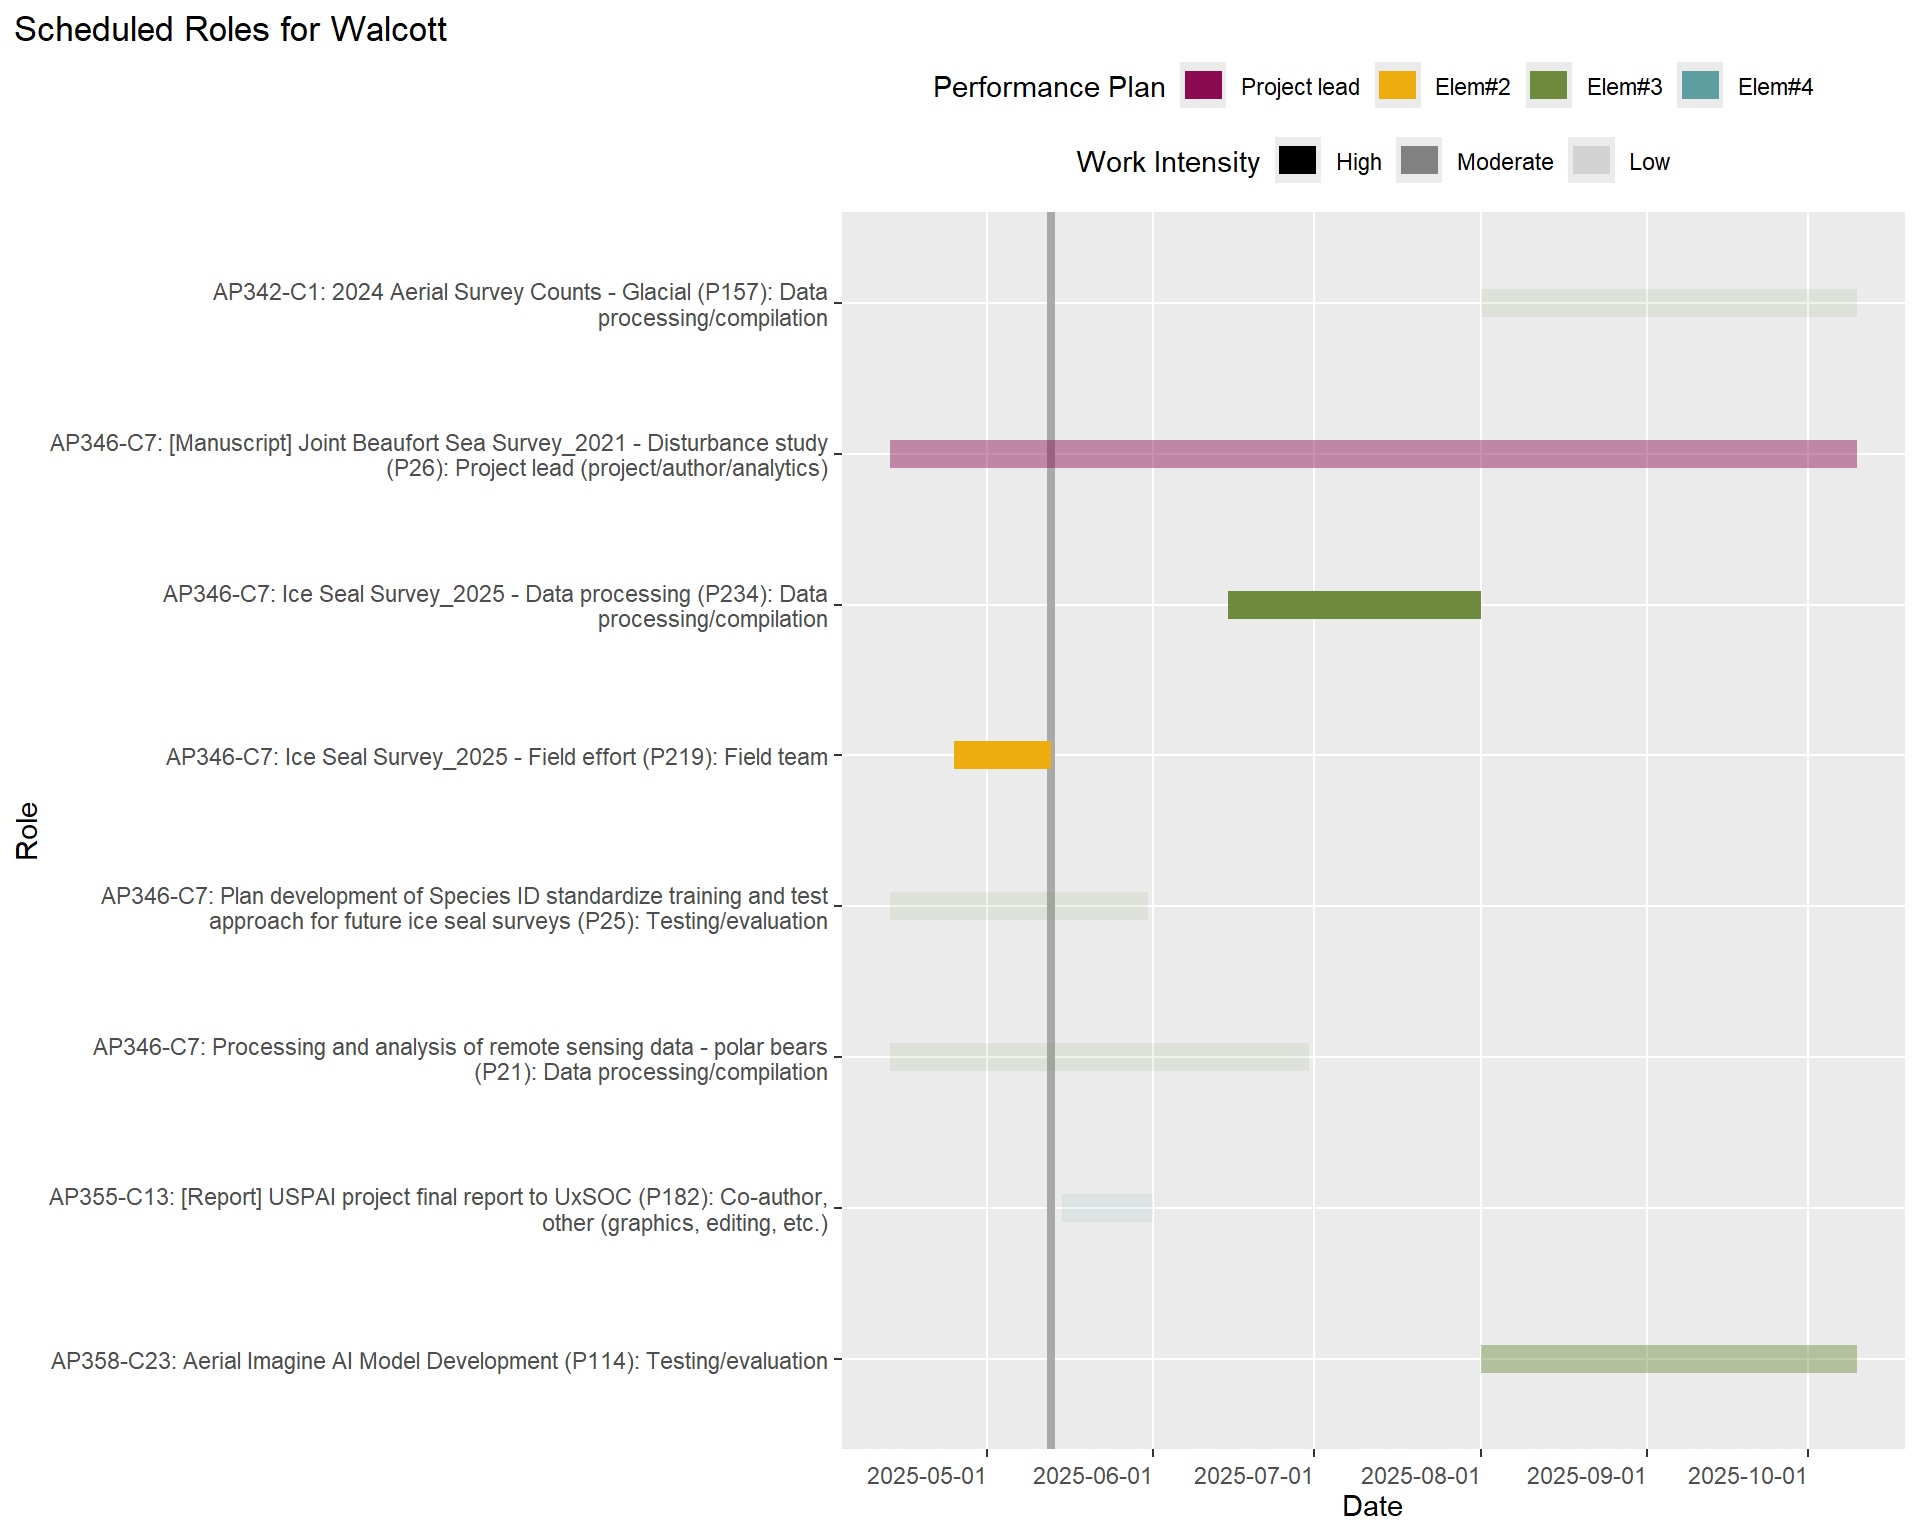 Scheduled Roles for Walcott
Performance Plan Project lead Elem#2 Elem#3 Elem#4
Work Intensity High Moderate Low
AP342-C1: 2024 Aerial Survey Counts - Glacial (P157): Data
processing/compilation
AP346-C7: [Manuscript] Joint Beaufort Sea Survey_2021 - Disturbance study
(P26): Project lead (project/author/analytics)
AP346-C7: Ice Seal Survey_2025 - Data processing (P234): Data
processing/compilation
AP346-C7: Ice Seal Survey_2025 - Field effort (P219): Field team
AP346-C7: Plan development of Species ID standardize training and test
approach for future ice seal surveys (P25): Testing/evaluation
AP346-C7: Processing and analysis of remote sensing data - polar bears
(P21): Data processing/compilation
AP355-C13: [Report] USPAI project final report to UxSOC (P182): Co-author,
other (graphics, editing, etc.)
AP358-C23: Aerial Imagine AI Model Development (P114): Testing/evaluation
Role
2025-05-01 2025-06-01 2025-07-01 2025-08-01 2025-09-01 2025-10-01
Date